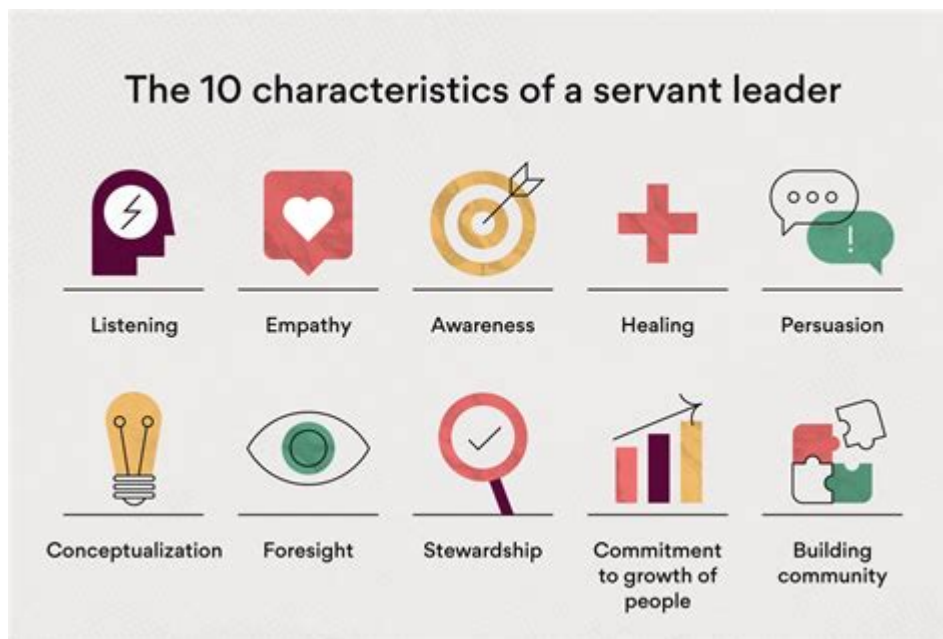 The 10 characteristics of a servant leader
Listening
Empathy
Awareness
Healing
Persuasion
!
Conceptualization
Foresight
Stewardship
Commitment
to growth of
people
Building
community